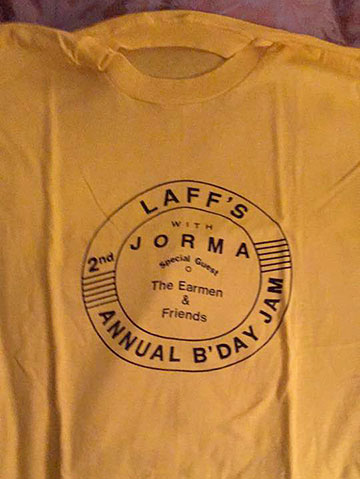 LAFF'S
2nd
ANNUAL B'DAY JAM
WITH
JORMA
Special Guest
The Earmen
&
Friends